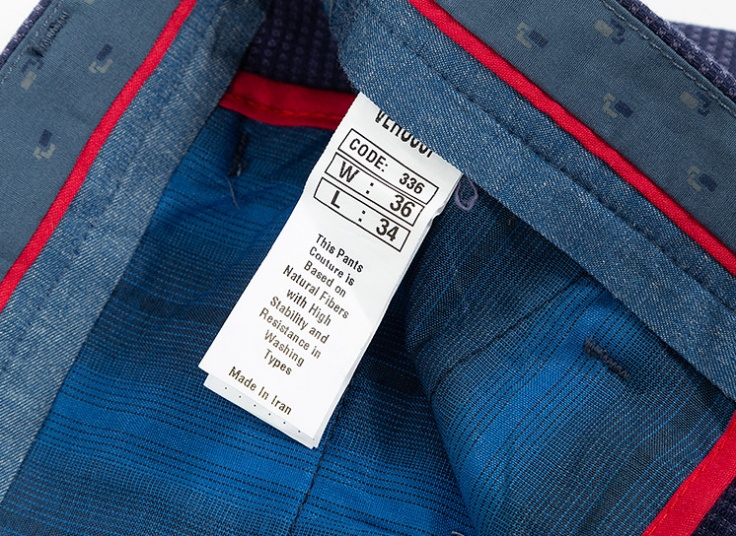 CODE: 336
W : 36
L : 34
This Pants
Couture is
Based on
Natural Fibers
with High
Stability and
Resistance in
Washing
Types
Made In Iran